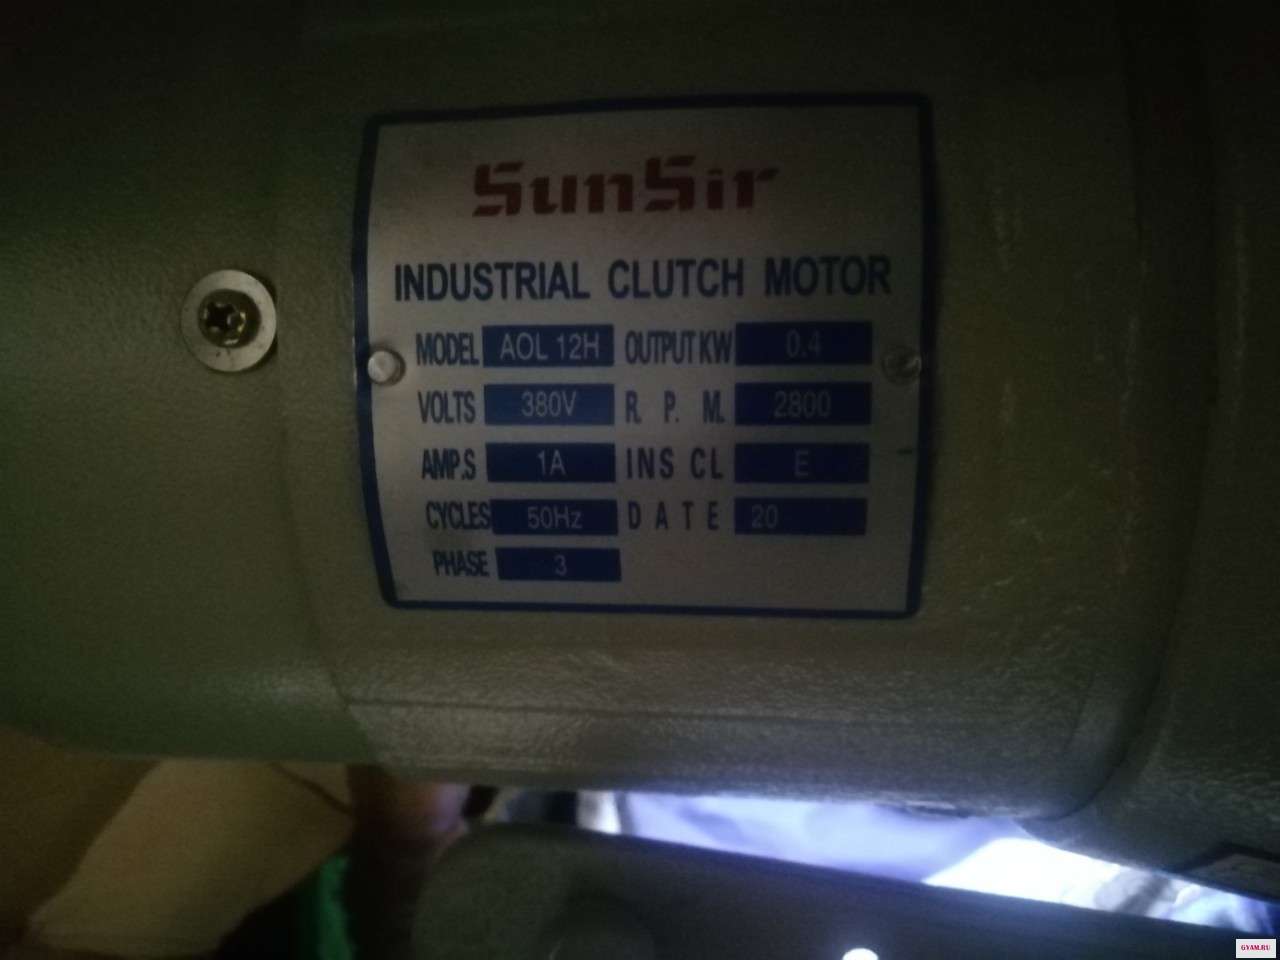 SunSir
INDUSTRIAL CLUTCH MOTOR
MODEL AOL 12H OUTPUT KW 0.4
VOLTS 380V R. P. M. 2800
AMP.S 1A INS CL E
CYCLES 50Hz DATE 20
PHASE 3
GYAM.RU